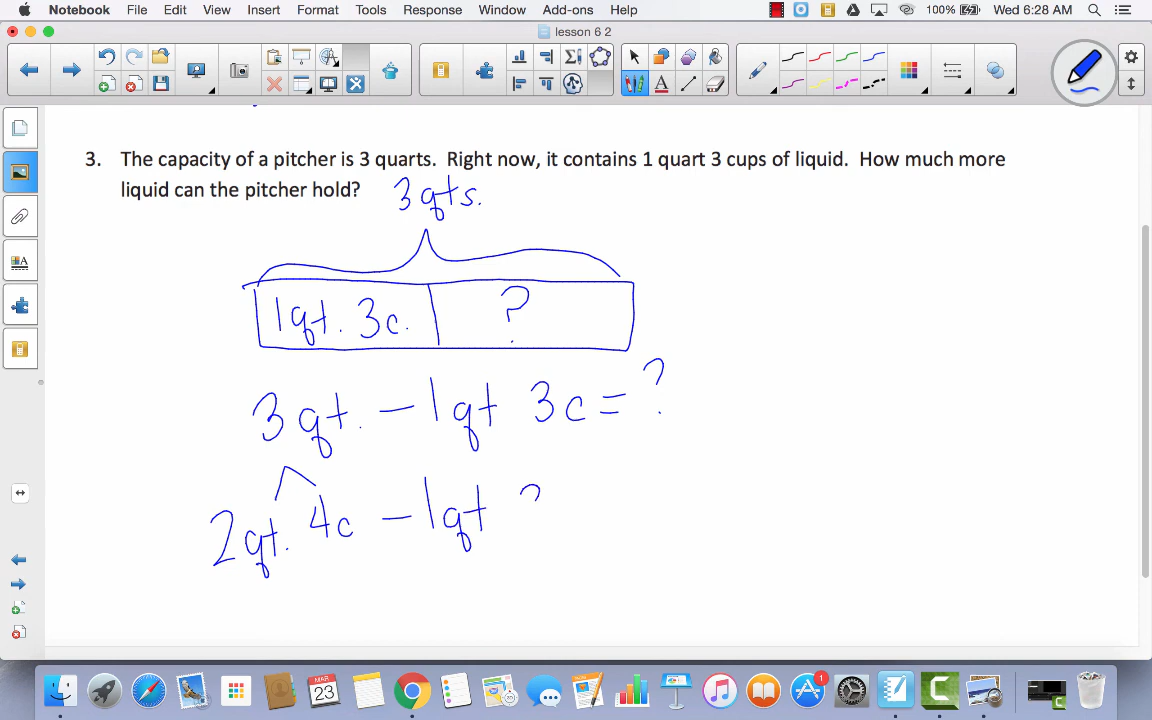 Notebook File Edit View Insert Format Tools Response Window Add-ons Help 100% Wed 6:28 AM
lesson 6 2
3. The capacity of a pitcher is 3 quarts. Right now, it contains 1 quart 3 cups of liquid. How much more
liquid can the pitcher hold?
3 qts.
1qt. 3c. ?
3 qt. - 1qt 3c = ?
2qt. 4c - 1qt
MAR
23
1